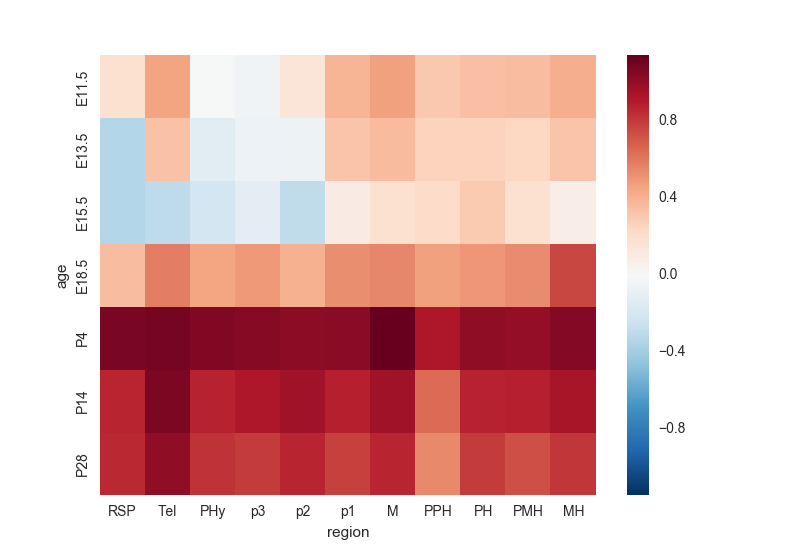 E11.5
E13.5
E15.5
E18.5
P4
P14
P28
age
RSP Tel PHy p3 p2 p1 M PPH PH PMH MH
region
0.8
0.4
0.0
−0.4
−0.8